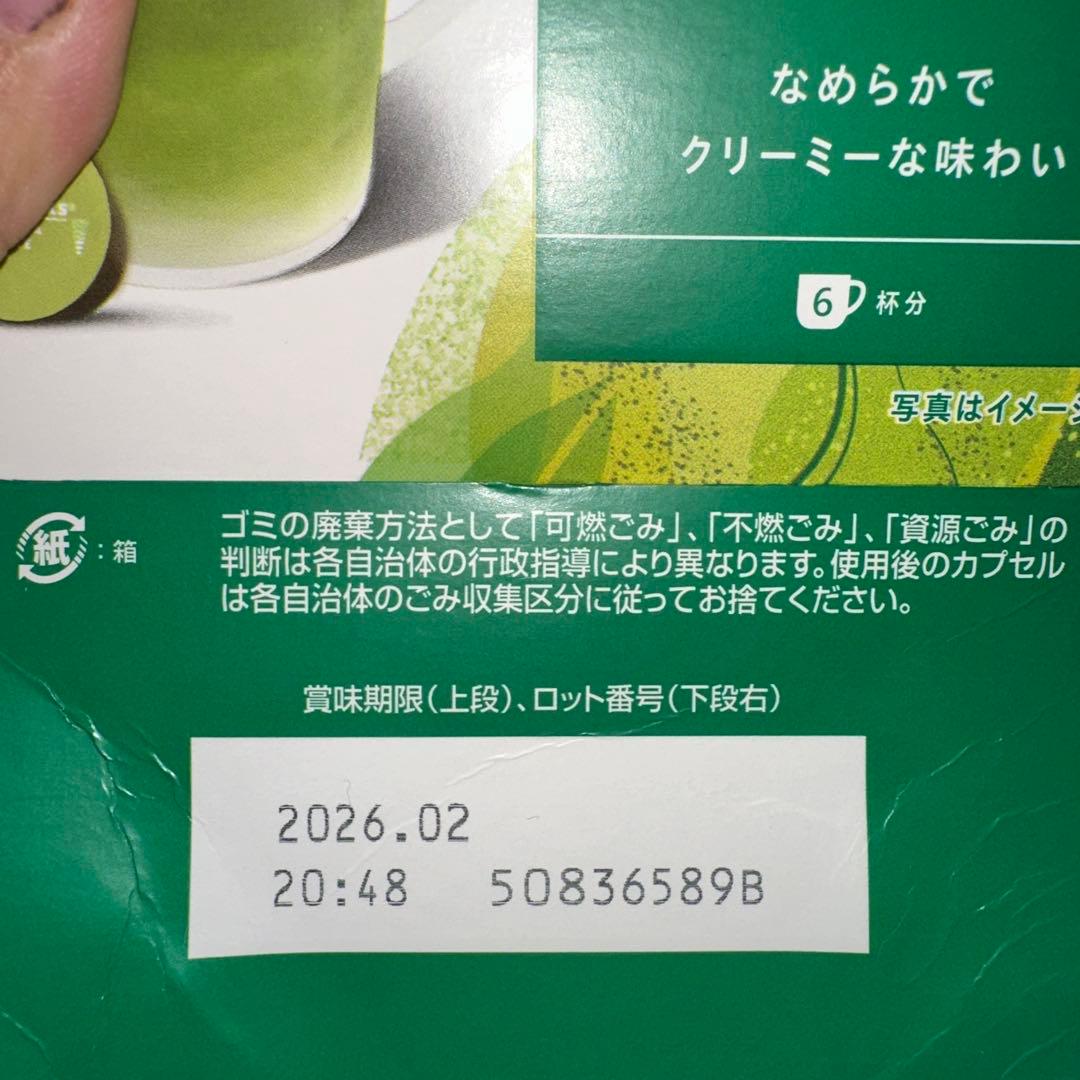 なめらかで
クリーミーな味わい
6 杯分
写真はイメージ
紙 : 箱
ゴミの廃棄方法として「可燃ごみ」、「不燃ごみ」、「資源ごみ」の
判断は各自治体の行政指導により異なります。使用後のカプセル
は各自治体のごみ収集区分に従ってお捨てください。
賞味期限(上段)、ロット番号(下段右)
2026.02
20:48 50836589B